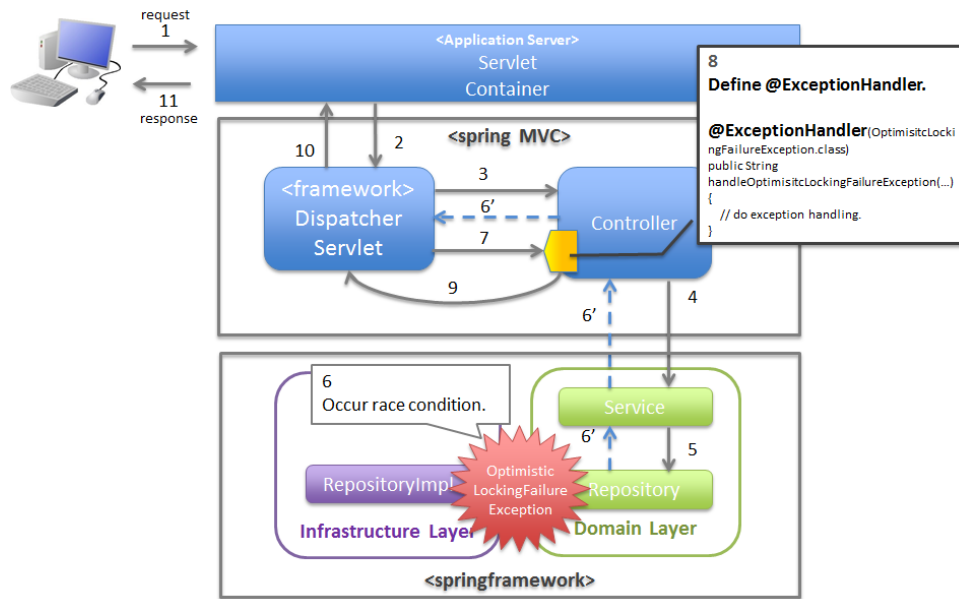 request
1
11
response
<Application Server>
Servlet
Container
8
Define @ExceptionHandler.
@ExceptionHandler(OptimisitcLocki
ngFailureException.class)
public String
handleOptimisitcLockingFailureException(...)
{
// do exception handling.
}
10
2
<spring MVC>
<framework>
Dispatcher
Servlet
3
6’
7
9
Controller
6’
4
6
Occur race condition.
Service
6’
5
RepositoryImpl
Optimistic
LockingFailure
Exception
Repository
Infrastructure Layer
Domain Layer
<springframework>